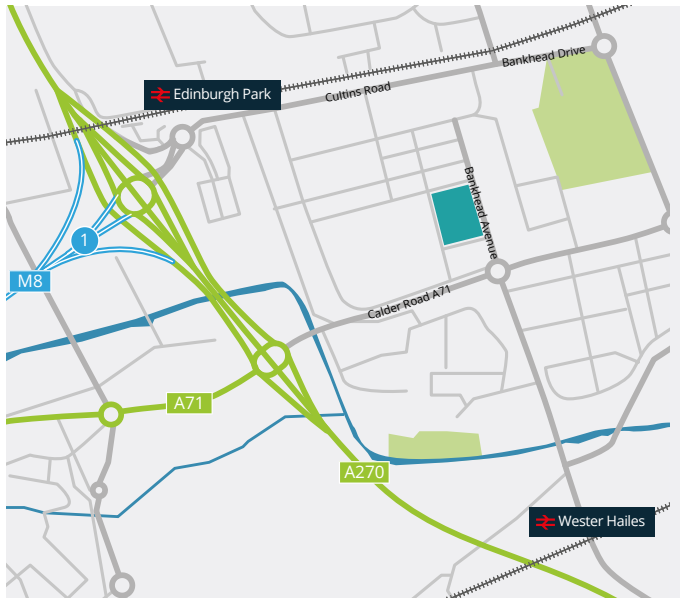 Bankhead Drive
Edinburgh Park
Cultins Road
Bankhead Avenue
1
M8
Calder Road A71
A71
A270
Wester Hailes